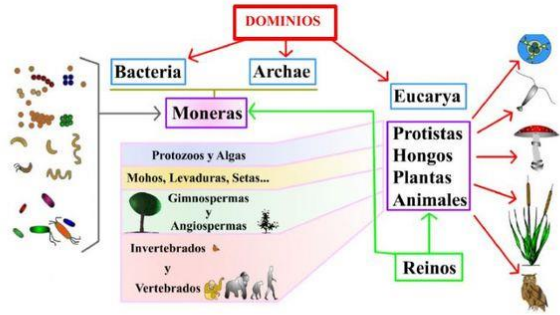 DOMINIOS
Bacteria
Archae
Eucarya
Moneras
Protistas
Hongos
Plantas
Animales
Protozoos y Algas
Mohos, Levaduras, Setas...
Gimnospermas
y
Angiospermas
Invertebrados
y
Vertebrados
Reinos